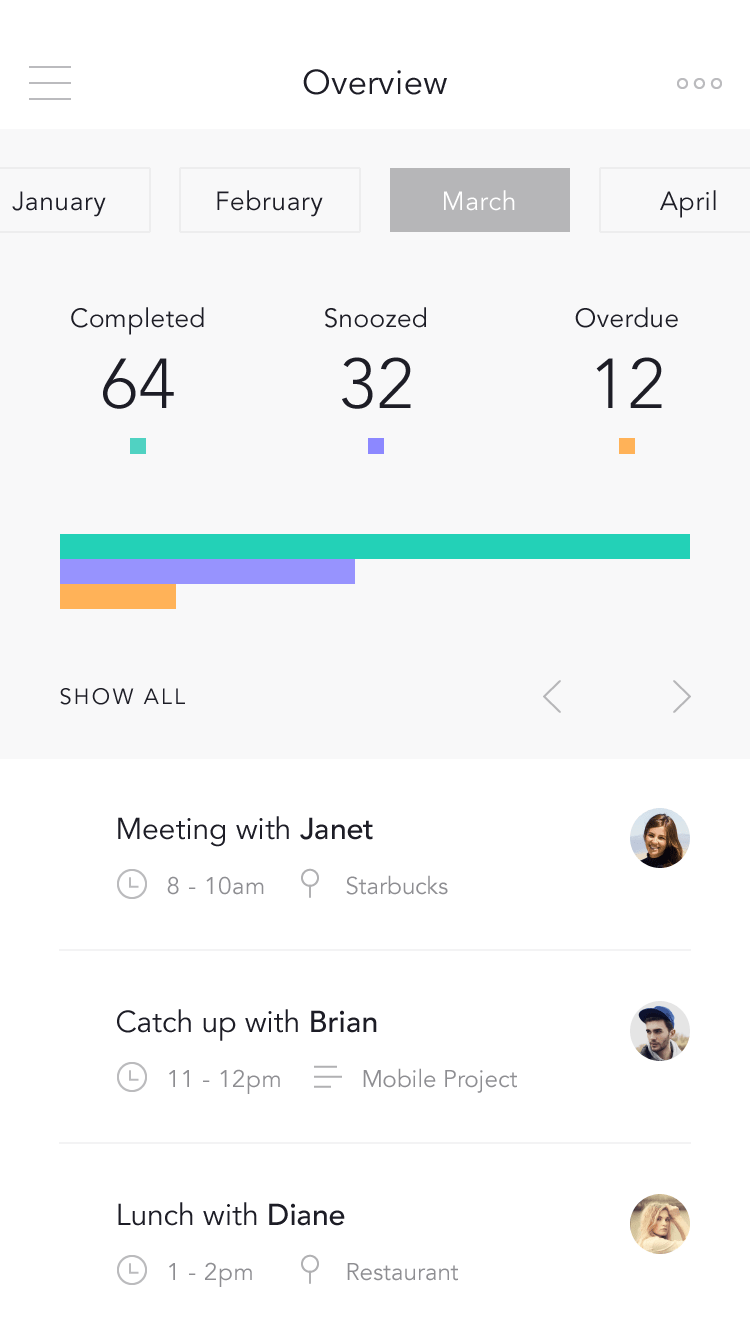 Overview
January February March April
Completed Snoozed Overdue
64 32 12
SHOW ALL
Meeting with Janet
8 - 10am Starbucks
Catch up with Brian
11 - 12pm Mobile Project
Lunch with Diane
1 - 2pm Restaurant